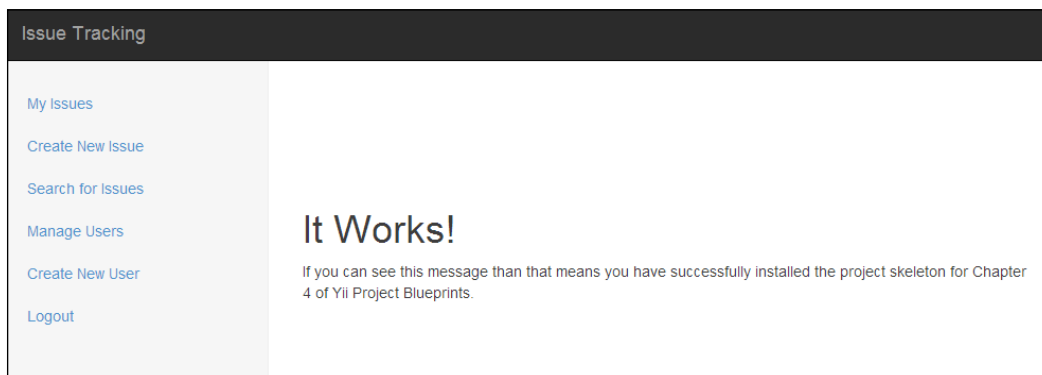 Issue Tracking
My Issues
Create New Issue
Search for Issues
Manage Users
Create New User
Logout
It Works!
If you can see this message than that means you have successfully installed the project skeleton for Chapter
4 of Yii Project Blueprints.